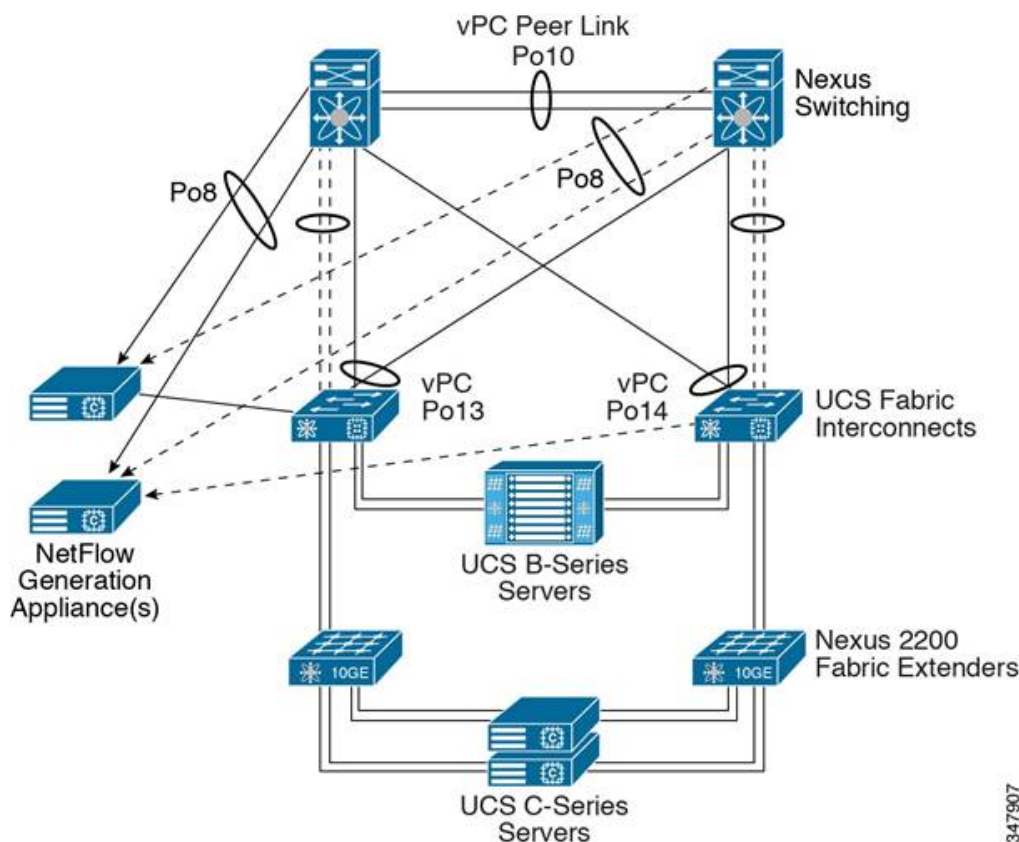 vPC Peer Link
Po10
Nexus
Switching
Po8
Po8
vPC
Po13
vPC
Po14
UCS Fabric
Interconnects
C
C
NetFlow
Generation
Appliance(s)
UCS B-Series
Servers
10GE
10GE
Nexus 2200
Fabric Extenders
C
C
UCS C-Series
Servers
347907